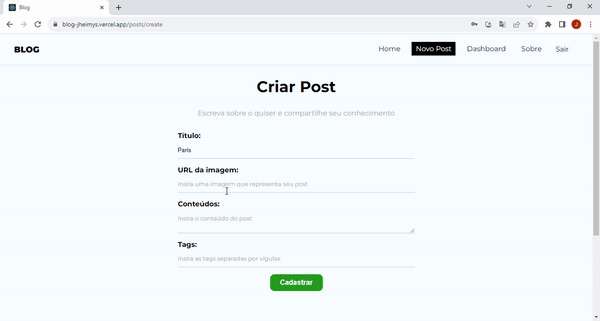 Blog
blog-jheimys.vercel.app/posts/create
J
BLOG
Home
Novo Post
Dashboard
Sobre
Sair
Criar Post
Escreva sobre o quiser e compartilhe seu conhecimento
Título:
Paris
URL da imagem:
Insira uma imagem que representa seu post
Conteúdos:
Insira o conteúdo do post
Tags:
Insira as tags separadas por vígulas
Cadastrar